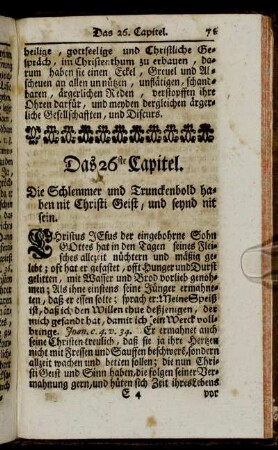 Das 26. Capitel. 71
heilige, gottseelige und Christliche Ge-
spräch, im Christenthum zu erbauen, da-
rum haben sie einen Eckel, Greuel und Ab-
scheuen an allen unnützen, unflätigen, schand-
baren, ärgerlichen Reden, verstopffen ihre
Ohren darfür, und meyden dergleichen ärger-
liche Gesellschafften, und Discurs.
Das 26ste Capitel.
Die Schlemmer und Trunckenbold ha-
ben nit Christi Geist, und seynd nit
sein.
CHristus JEsus der eingebohrne Sohn
GOttes hat in den Tagen seines Flei-
sches allzeit nüchtern und mäßig ge-
lebt; oft hat er gefastet, oft Hunger und Durst
gelitten, mit Wasser und Brod vorlieb genoh-
men; Als ihne einstens seine Jünger ermahne-
ten, daß er essen solte; sprach er: Meine Speiß
ist, daß ich den Willen thue deßjenigen, der
mich gesandt hat, damit ich sein Werck voll-
bringe. Joan. c. 4. v. 34. Er ermahnet auch
seine Christen treulich, daß sie ja ihre Hertzen
nicht mit Fressen und Sauffen beschwerē, sondern
allzeit wachen und betten sollen; die nun Chri-
sti Geist und Sinn haben, die folgen seiner Ver-
mahnung gern, und hüten sich Zeit ihres Lebens
E 4 vor